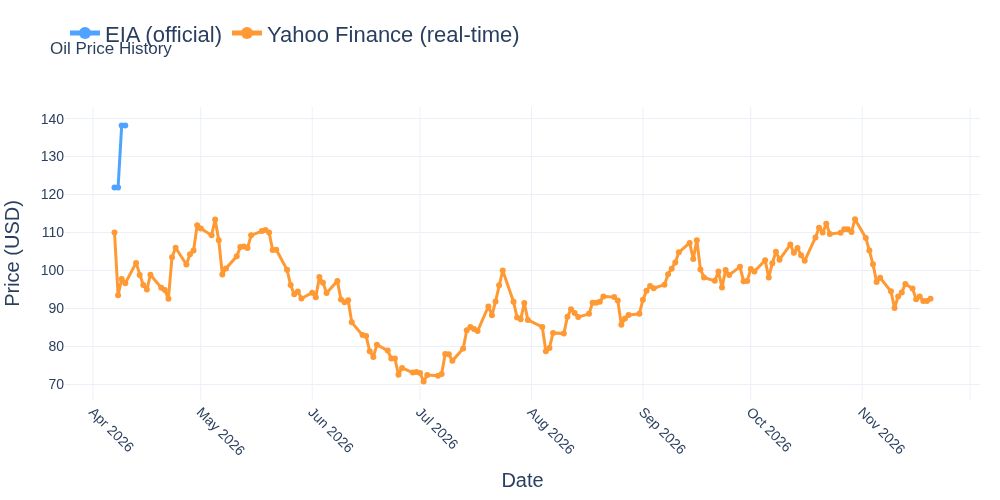 EIA (official)
Yahoo Finance (real-time)
Oil Price History
140
130
120
110
100
90
80
70
Price (USD)
Apr 2026
May 2026
Jun 2026
Jul 2026
Aug 2026
Sep 2026
Oct 2026
Nov 2026
Date